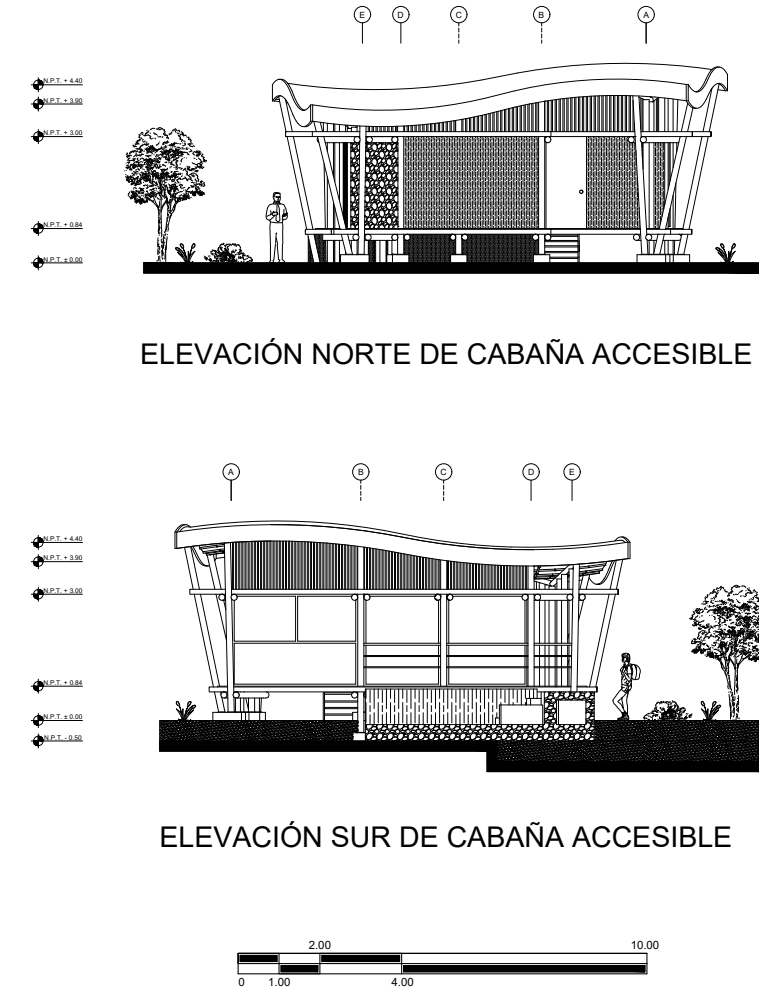 E D C B A
N.P.T. + 4.40
N.P.T. + 3.90
N.P.T. + 3.00
N.P.T. + 0.84
N.P.T. ± 0.00
ELEVACIÓN NORTE DE CABAÑA ACCESIBLE
A B C D E
N.P.T. + 4.40
N.P.T. + 3.90
N.P.T. + 3.00
N.P.T. + 0.84
N.P.T. ± 0.00
N.P.T. - 0.50
ELEVACIÓN SUR DE CABAÑA ACCESIBLE
2.00 10.00
0 1.00 4.00